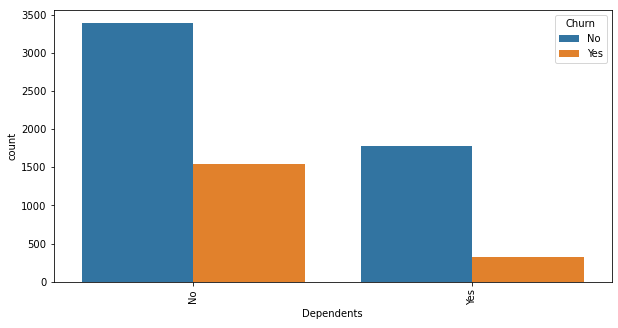 3500
3000
2500
2000
1500
1000
500
0
count
Churn
No
Yes
No
Yes
Dependents